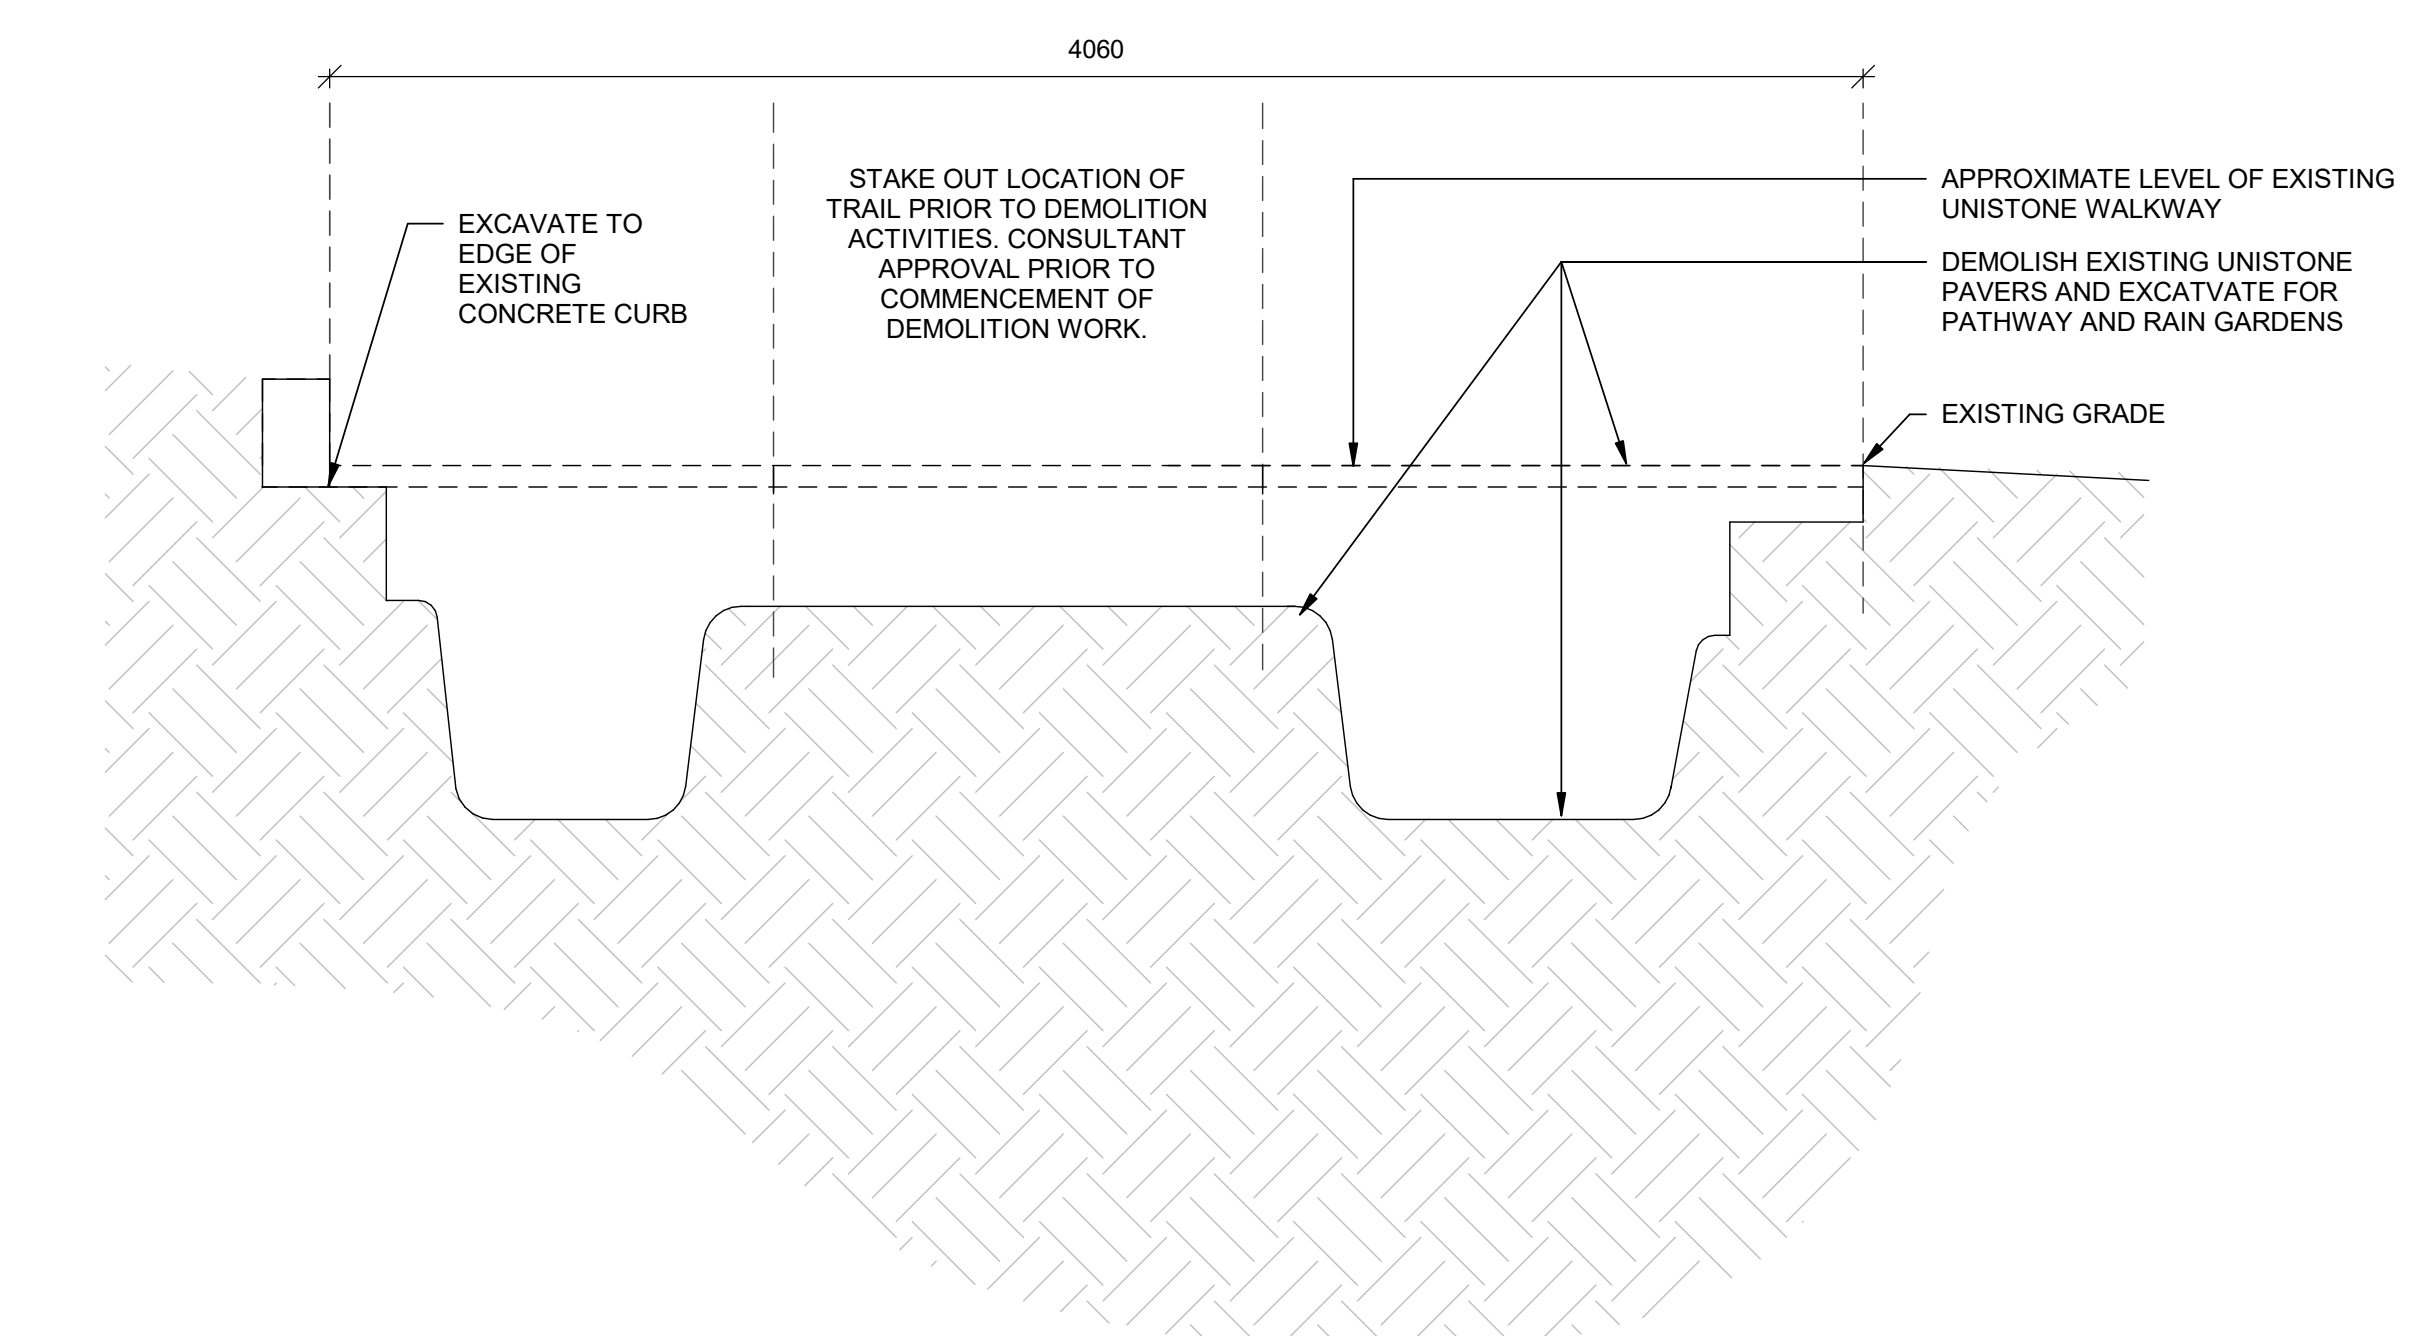 4060
STAKE OUT LOCATION OF
TRAIL PRIOR TO DEMOLITION
ACTIVITIES. CONSULTANT
APPROVAL PRIOR TO
COMMENCEMENT OF
DEMOLITION WORK.
EXCAVATE TO
EDGE OF
EXISTING
CONCRETE CURB
APPROXIMATE LEVEL OF EXISTING
UNISTONE WALKWAY
DEMOLISH EXISTING UNISTONE
PAVERS AND EXCATVATE FOR
PATHWAY AND RAIN GARDENS
EXISTING GRADE